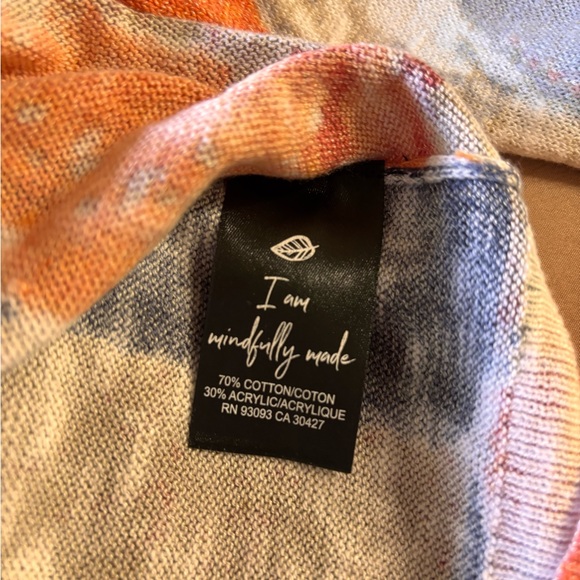 I am
mindfully made
70% COTTON/COTON
30% ACRYLIC/ACRYLIQUE
RN 93093 CA 30427